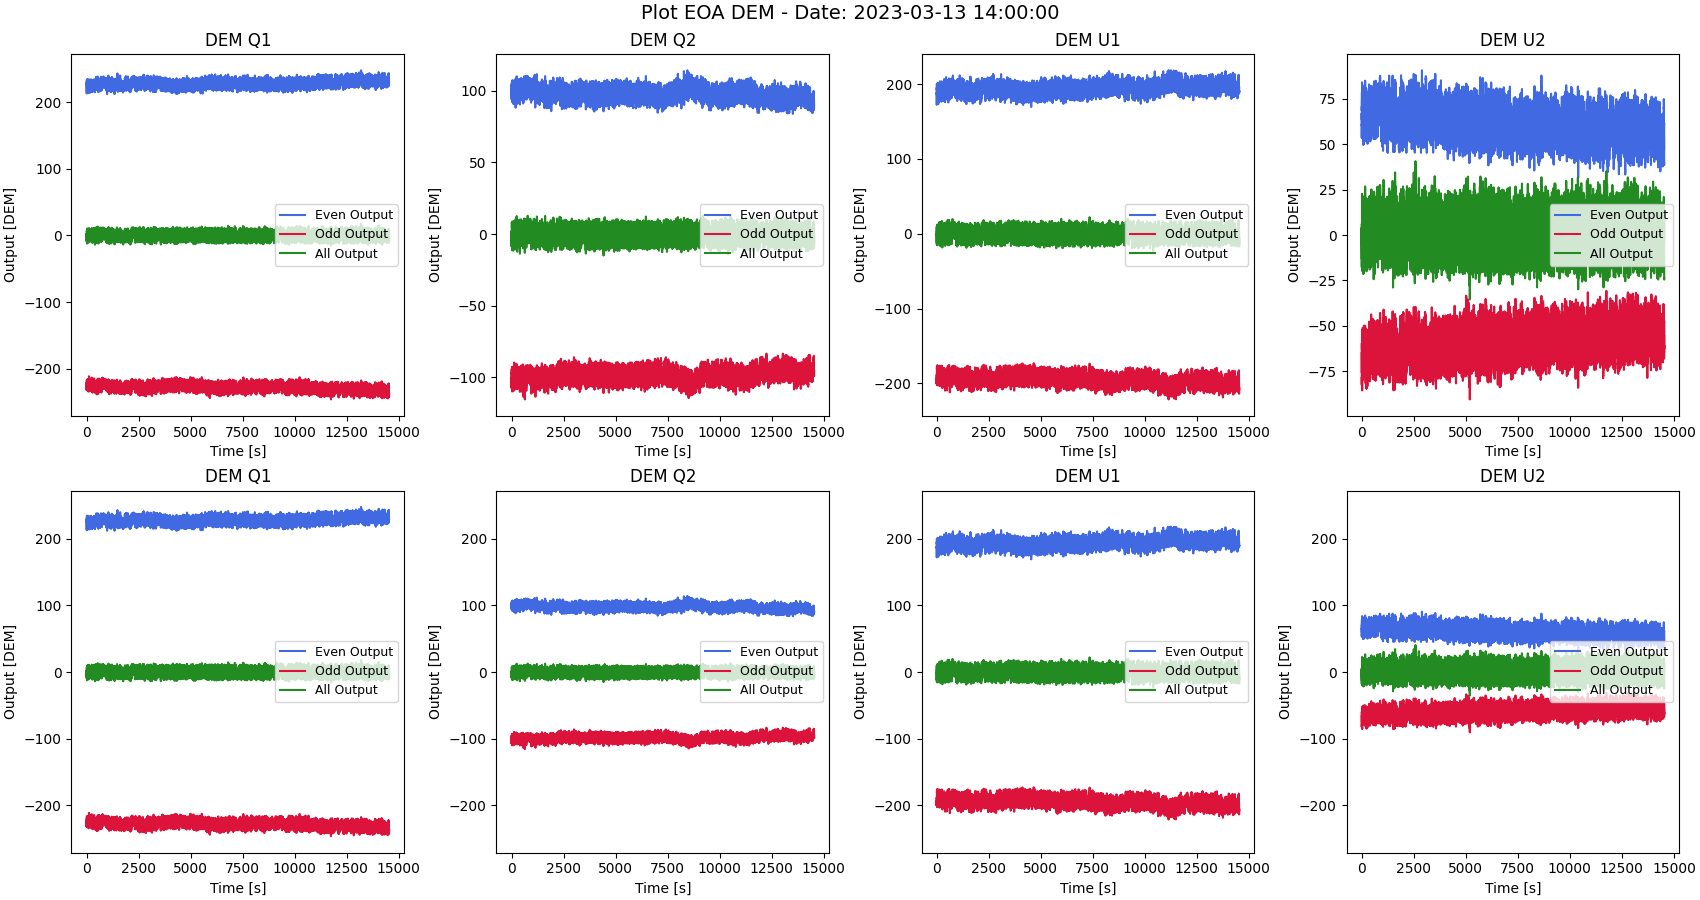 Plot EOA DEM - Date: 2023-03-13 14:00:00
DEM Q1
Output [DEM]
200
100
0
−100
−200
Even Output
Odd Output
All Output
0 2500 5000 7500 10000 12500 15000
Time [s]
DEM Q2
Output [DEM]
100
50
0
−50
−100
Even Output
Odd Output
All Output
0 2500 5000 7500 10000 12500 15000
Time [s]
DEM U1
Output [DEM]
200
100
0
−100
−200
Even Output
Odd Output
All Output
0 2500 5000 7500 10000 12500 15000
Time [s]
DEM U2
Output [DEM]
75
50
25
0
−25
−50
−75
Even Output
Odd Output
All Output
0 2500 5000 7500 10000 12500 15000
Time [s]
DEM Q1
Output [DEM]
200
100
0
−100
−200
Even Output
Odd Output
All Output
0 2500 5000 7500 10000 12500 15000
Time [s]
DEM Q2
Output [DEM]
200
100
0
−100
−200
Even Output
Odd Output
All Output
0 2500 5000 7500 10000 12500 15000
Time [s]
DEM U1
Output [DEM]
200
100
0
−100
−200
Even Output
Odd Output
All Output
0 2500 5000 7500 10000 12500 15000
Time [s]
DEM U2
Output [DEM]
200
100
0
−100
−200
Even Output
Odd Output
All Output
0 2500 5000 7500 10000 12500 15000
Time [s]